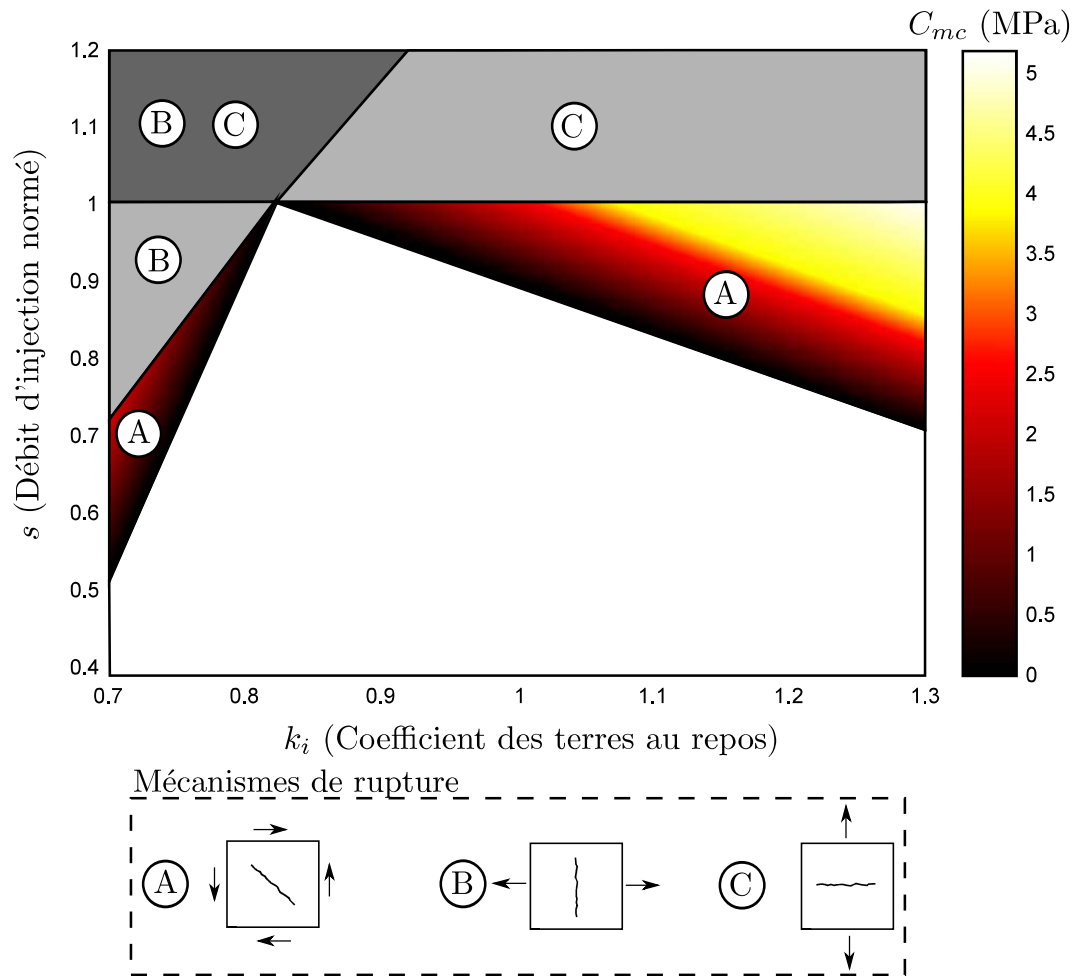 C_mc (MPa)
1.2
1.1
1
0.9
0.8
0.7
0.6
0.5
0.4
s (Débit d'injection normé)
B
C
C
B
A
A
5
4.5
4
3.5
3
2.5
2
1.5
1
0.5
0
0.7
0.8
0.9
1
1.1
1.2
1.3
k_i (Coefficient des terres au repos)
Mécanismes de rupture
A
B
C